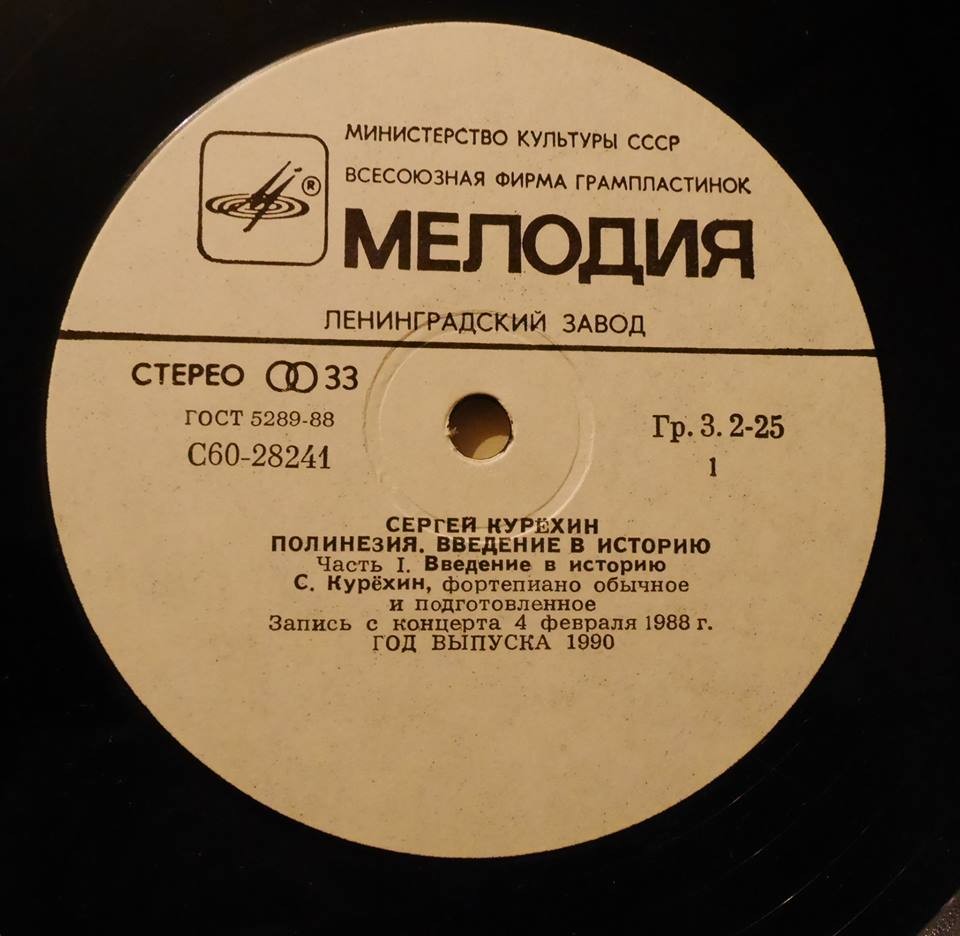 МИНИСТЕРСТВО КУЛЬТУРЫ СССР
ВСЕСОЮЗНАЯ ФИРМА ГРАМПЛАСТИНОК
®
МЕЛОДИЯ
ЛЕНИНГРАДСКИЙ ЗАВОД
СТЕРЕО 33
ГОСТ 5289-88
Гр. 3. 2-25
С60-28241
1
СЕРГЕЙ КУРЁХИН
ПОЛИНЕЗИЯ. ВВЕДЕНИЕ В ИСТОРИЮ
Часть I. Введение в историю
С. Курёхин, фортепиано обычное
и подготовленное
Запись с концерта 4 февраля 1988 г.
ГОД ВЫПУСКА 1990